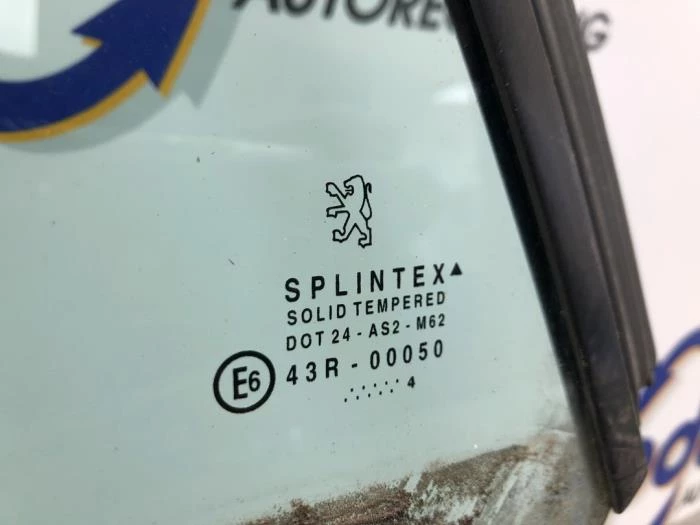 SPLINTEX▲
SOLID TEMPERED
DOT 24 - AS2 - M62
E6 43R - 00050
4